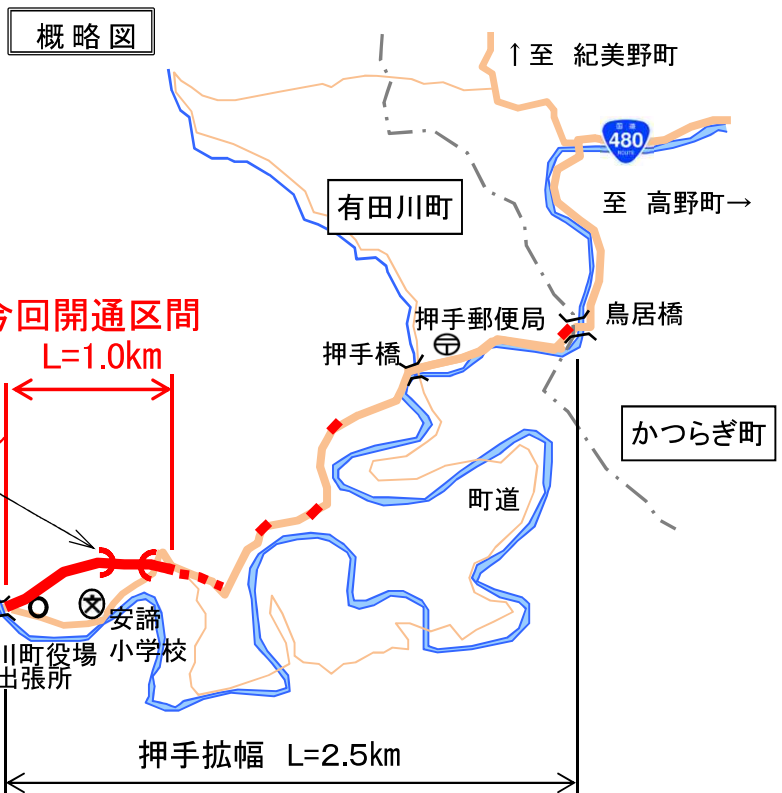 概略図
↑至 紀美野町
国道
480
ROUTE
有田川町
至 高野町→
今回開通区間
L=1.0km
押手郵便局
鳥居橋
押手橋
かつらぎ町
町道
安諦
小学校
川町役場
出張所
押手拡幅 L=2.5km